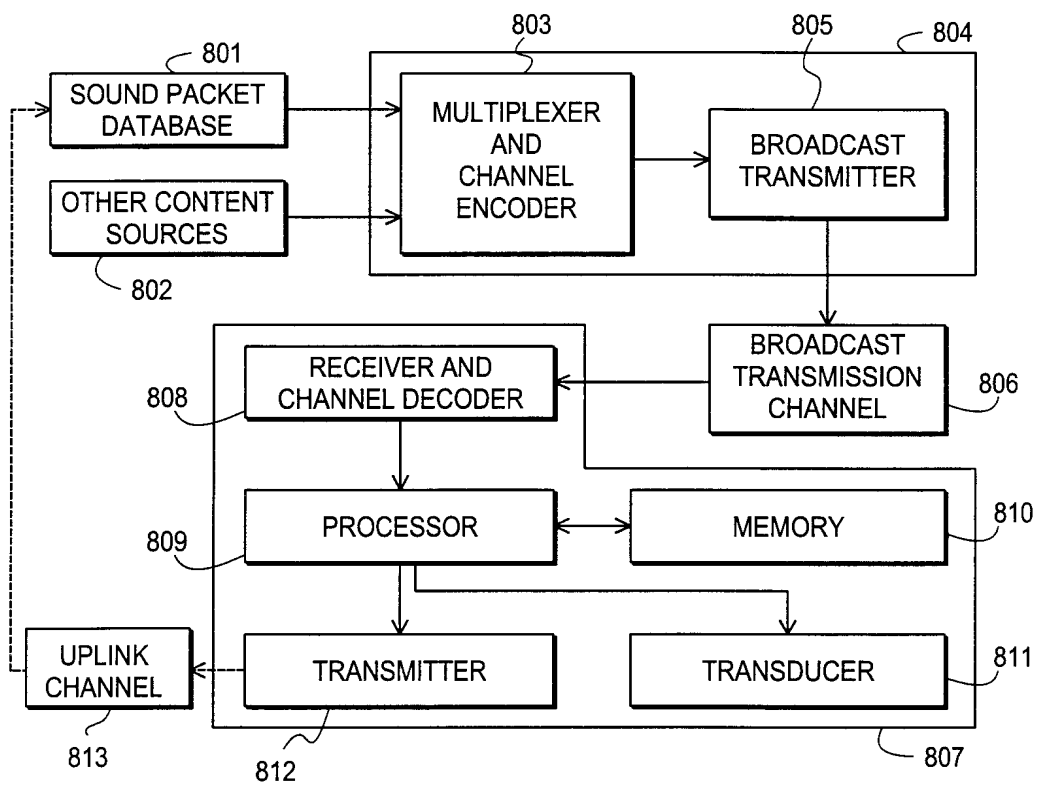 801
803
805
804
SOUND PACKET
DATABASE
MULTIPLEXER
AND
CHANNEL
ENCODER
BROADCAST
TRANSMITTER
OTHER CONTENT
SOURCES
802
RECEIVER AND
CHANNEL DECODER
808
BROADCAST
TRANSMISSION
CHANNEL
806
PROCESSOR
809
MEMORY
810
UPLINK
CHANNEL
813
TRANSMITTER
812
TRANSDUCER
811
807